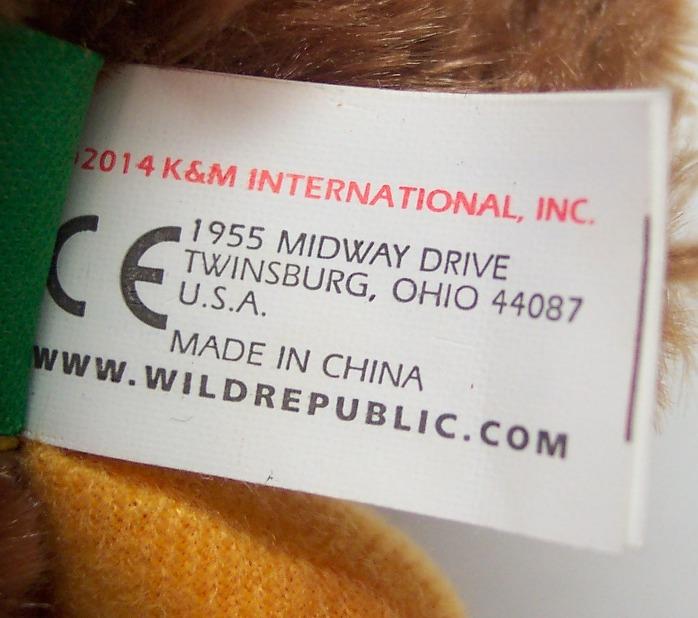 ©2014 K&M INTERNATIONAL, INC.
CE
1955 MIDWAY DRIVE
TWINSBURG, OHIO 44087
U.S.A.
MADE IN CHINA
WWW.WILDREPUBLIC.COM